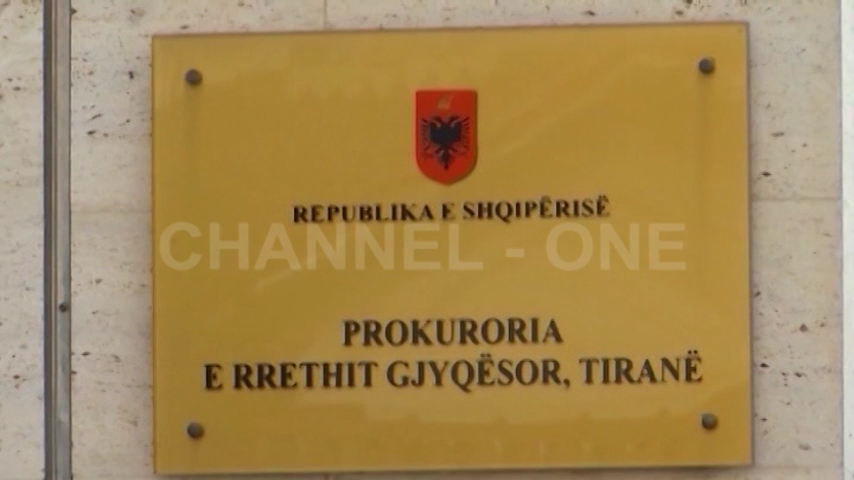 REPUBLIKA E SHQIPËRISË
CHANNEL - ONE
PROKURORIA
E RRETHIT GJYQËSOR, TIRANË